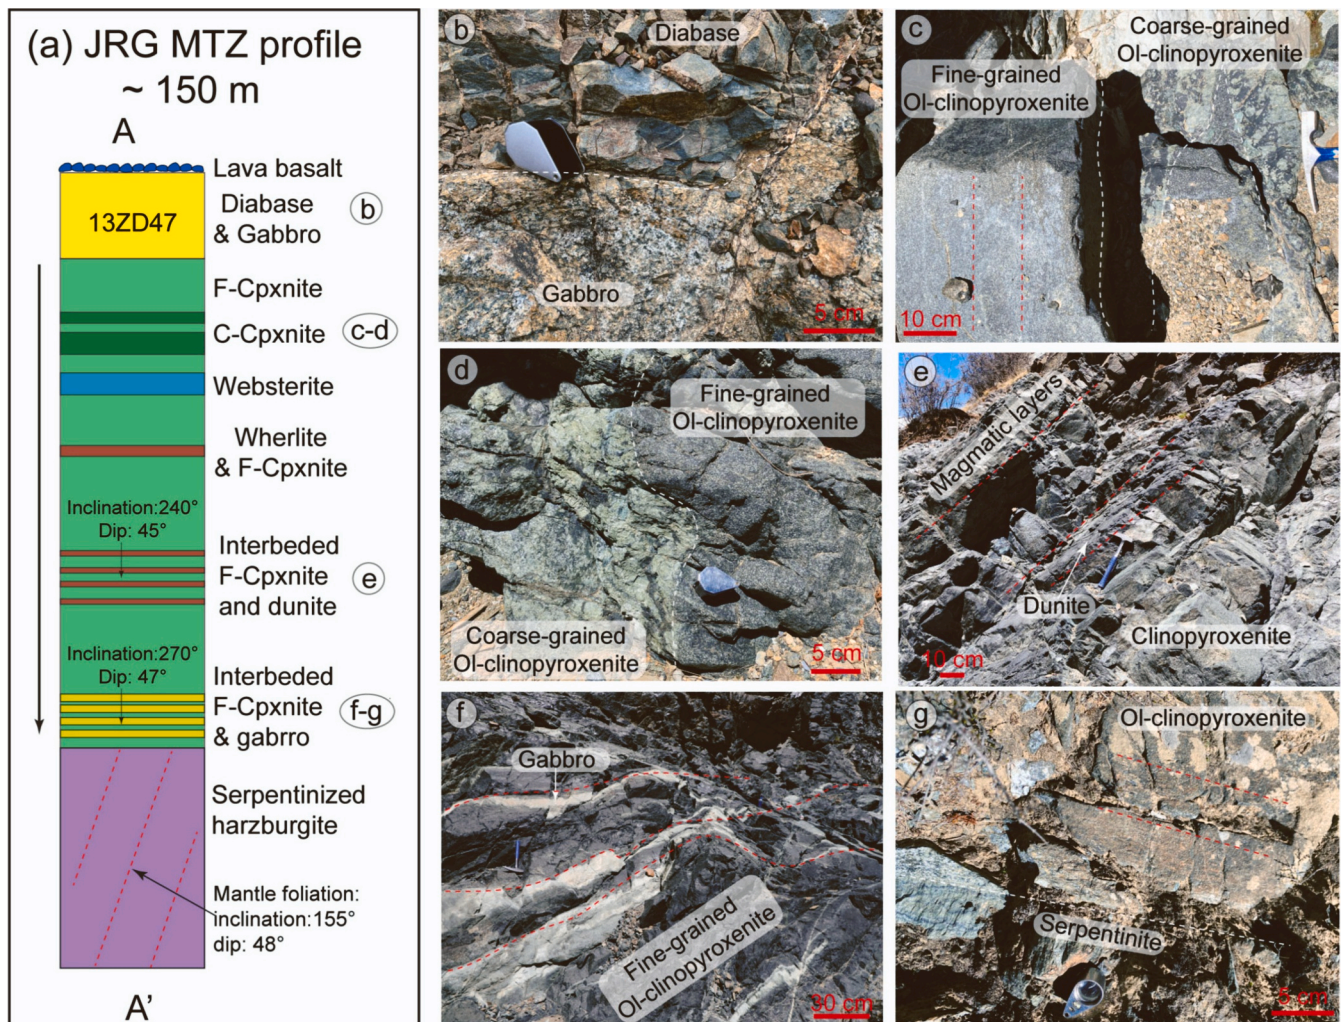 (a) JRG MTZ profile
~ 150 m
A
Lava basalt
13ZD47
Diabase
& Gabbro
b
F-Cpxnite
C-Cpxnite
c-d
Websterite
Wherlite
& F-Cpxnite
Inclination:240°
Dip: 45°
Interbeded
F-Cpxnite
and dunite
e
Inclination:270°
Dip: 47°
Interbeded
F-Cpxnite
& gabrro
f-g
Serpentinized
harzburgite
Mantle foliation:
inclination:155°
dip: 48°
A'
b
Diabase
Gabbro
5 cm
c
Coarse-grained
Ol-clinopyroxenite
Fine-grained
Ol-clinopyroxenite
10 cm
d
Fine-grained
Ol-clinopyroxenite
Coarse-grained
Ol-clinopyroxenite
5 cm
e
Magmatic layers
Dunite
Clinopyroxenite
10 cm
f
Gabbro
Fine-grained
Ol-clinopyroxenite
30 cm
g
Ol-clinopyroxenite
Serpentinite
5 cm